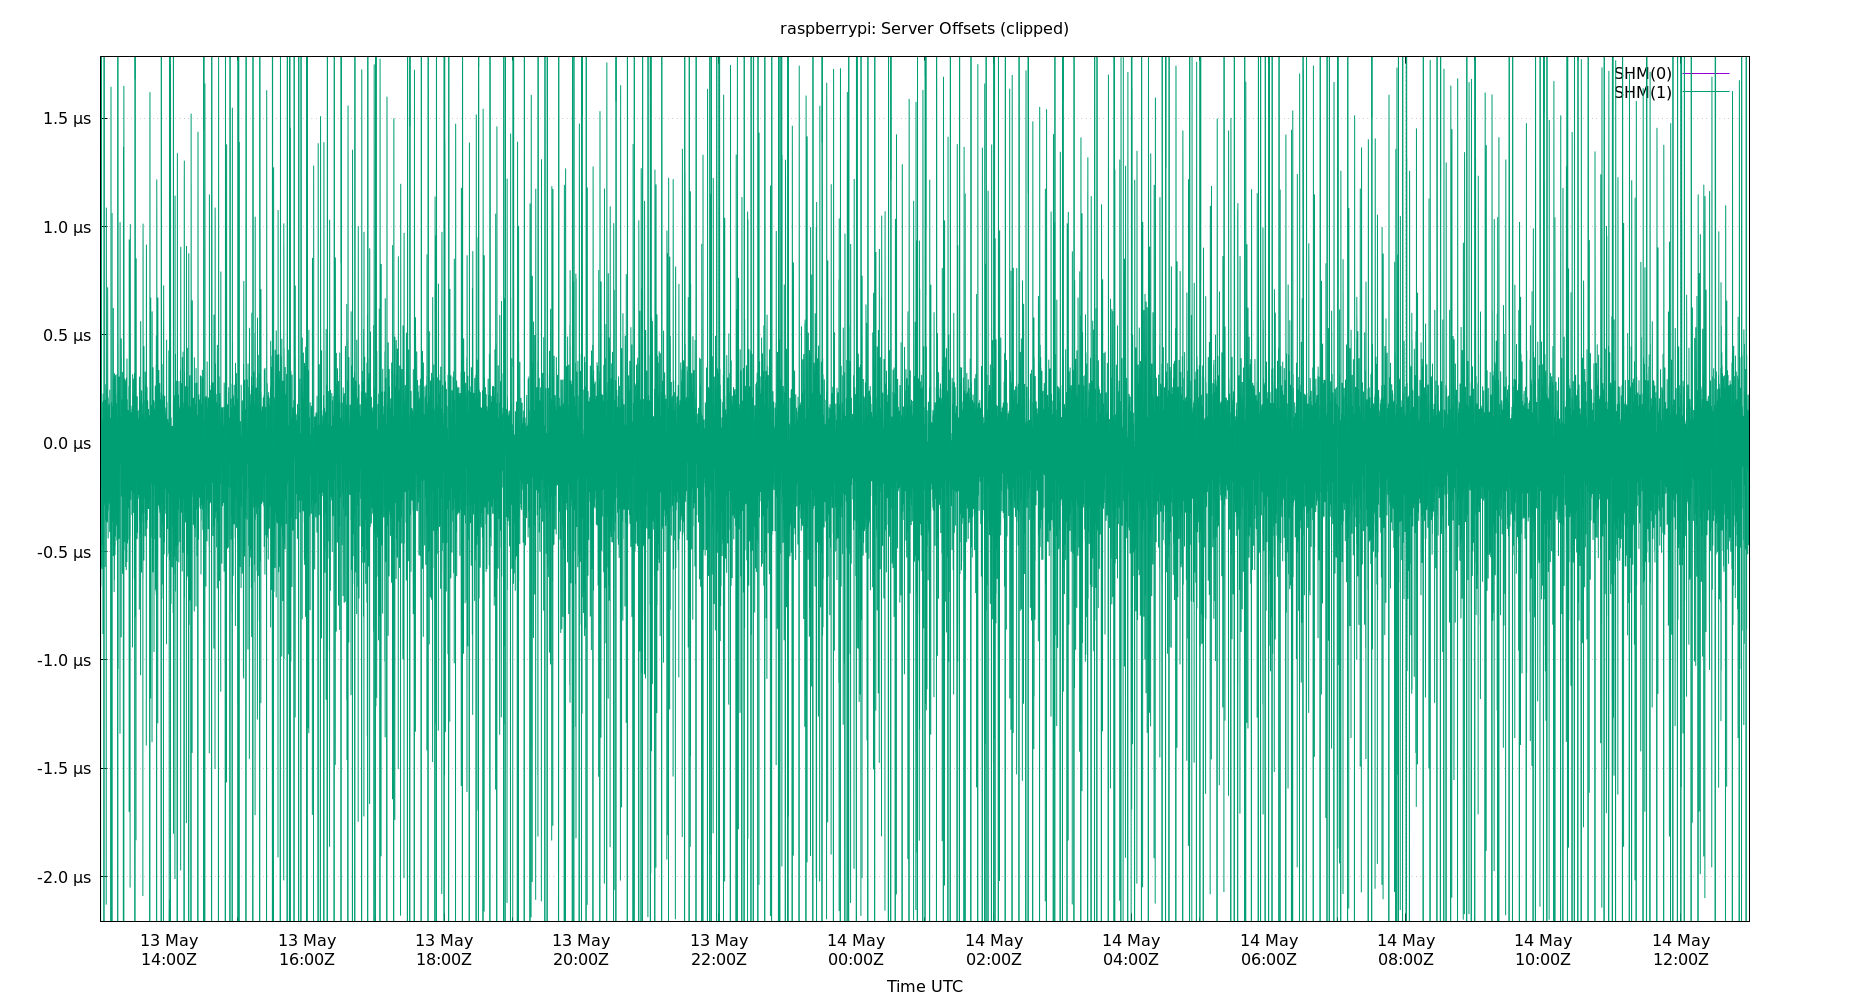 raspberrypi: Server Offsets (clipped)
SHM(0)
SHM(1)
1.5 µs
1.0 µs
0.5 µs
0.0 µs
-0.5 µs
-1.0 µs
-1.5 µs
-2.0 µs
13 May 13 May 13 May 13 May 13 May 14 May 14 May 14 May 14 May 14 May 14 May 14 May
14:00Z 16:00Z 18:00Z 20:00Z 22:00Z 00:00Z 02:00Z 04:00Z 06:00Z 08:00Z 10:00Z 12:00Z
Time UTC